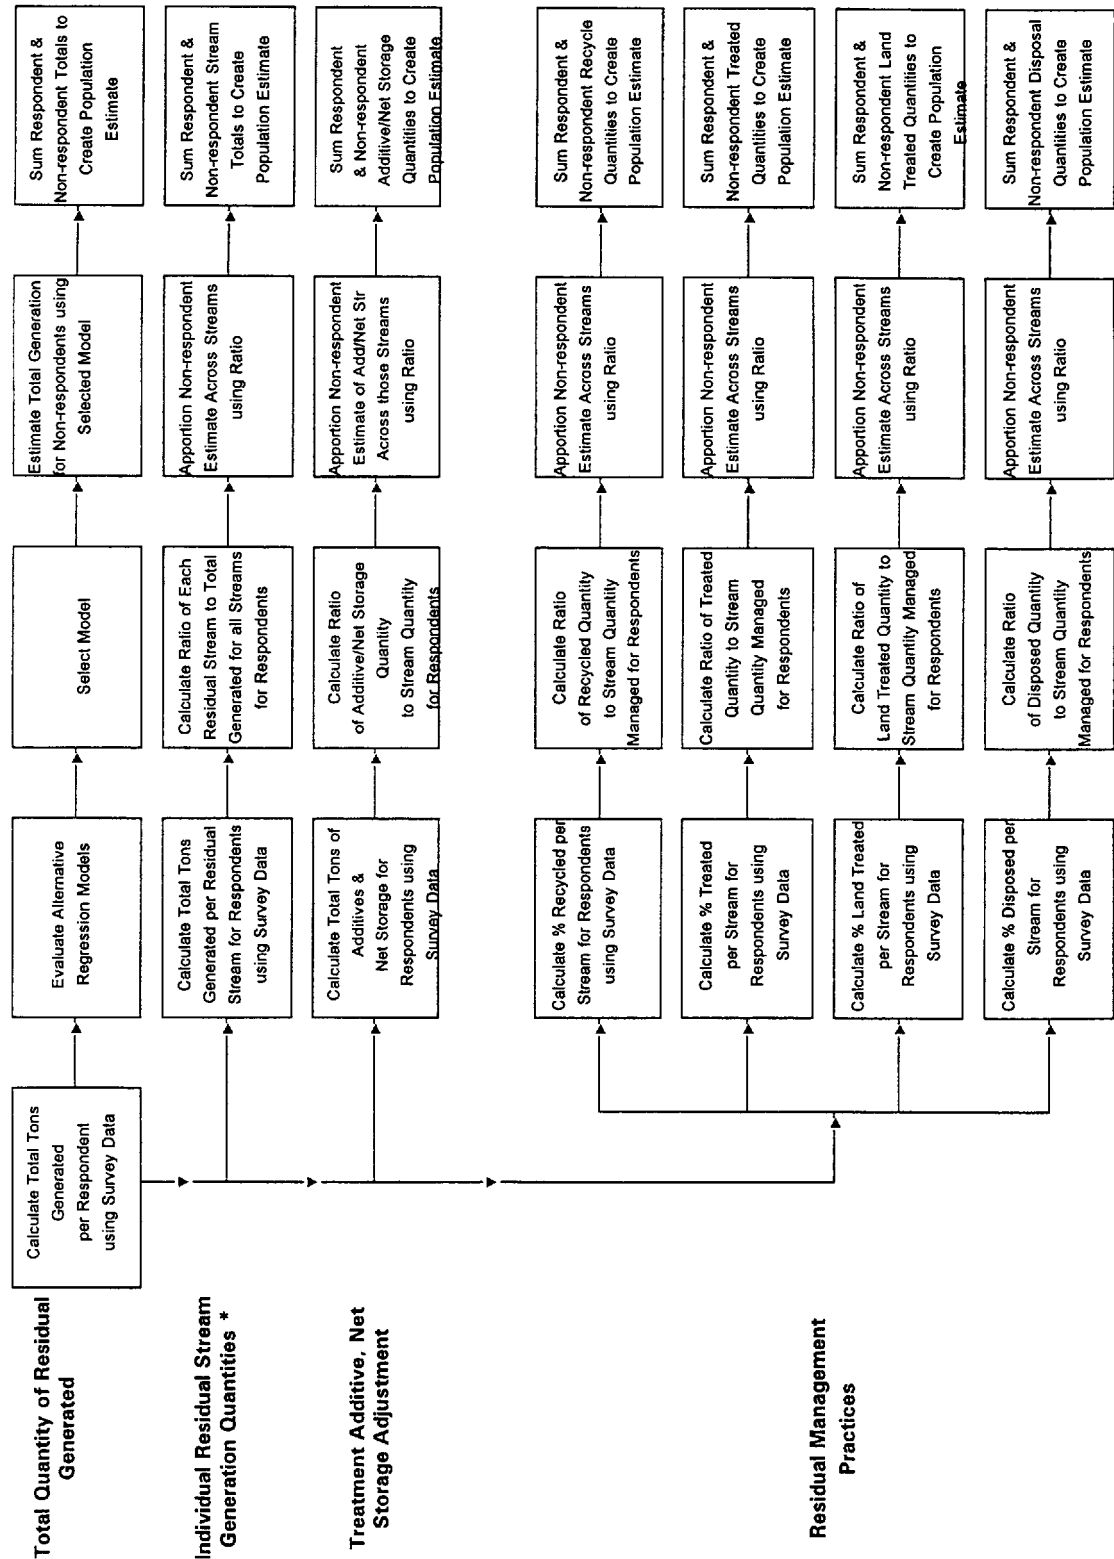 Total Quantity of Residual
Generated
Calculate Total Tons
Generated
per Respondent
using Survey Data
Evaluate Alternative
Regression Models
Select Model
Estimate Total Generation
for Non-respondents using
Selected Model
Sum Respondent &
Non-respondent Totals to
Create Population
Estimate
Individual Residual Stream
Generation Quantities *
Calculate Total Tons
Generated per Residual
Stream for Respondents
using Survey Data
Calculate Ratio of Each
Residual Stream to Total
Generated for all Streams
for Respondents
Apportion Non-respondent
Estimate Across Streams
using Ratio
Sum Respondent &
Non-respondent Stream
Totals to Create
Population Estimate
Treatment Additive, Net
Storage Adjustment
Calculate Total Tons of
Additives &
Net Storage for
Respondents using
Survey Data
Calculate Ratio
of Additive/Net Storage
Quantity
to Stream Quantity
for Respondents
Apportion Non-respondent
Estimate of Add/Net Str
Across those Streams
using Ratio
Sum Respondent
& Non-respondent
Additive/Net Storage
Quantities to Create
Population Estimate
Residual Management
Practices
Calculate % Recycled per
Stream for Respondents
using Survey Data
Calculate Ratio
of Recycled Quantity
to Stream Quantity
Managed for Respondents
Apportion Non-respondent
Estimate Across Streams
using Ratio
Sum Respondent &
Non-respondent Recycle
Quantities to Create
Population Estimate
Calculate % Treated
per Stream for
Respondents using
Survey Data
Calculate Ratio of Treated
Quantity to Stream
Quantity Managed
for Respondents
Apportion Non-respondent
Estimate Across Streams
using Ratio
Sum Respondent &
Non-respondent Treated
Quantities to Create
Population Estimate
Calculate % Land Treated
per Stream for
Respondents using
Survey Data
Calculate Ratio of
Land Treated Quantity to
Stream Quantity Managed
for Respondents
Apportion Non-respondent
Estimate Across Streams
using Ratio
Sum Respondent &
Non-respondent Land
Treated Quantities to
Create Population
Estimate
Calculate % Disposed per
Stream for
Respondents using
Survey Data
Calculate Ratio
of Disposed Quantity
to Stream Quantity
Managed for Respondents
Apportion Non-respondent
Estimate Across Streams
using Ratio
Sum Respondent &
Non-respondent Disposal
Quantities to Create
Population Estimate